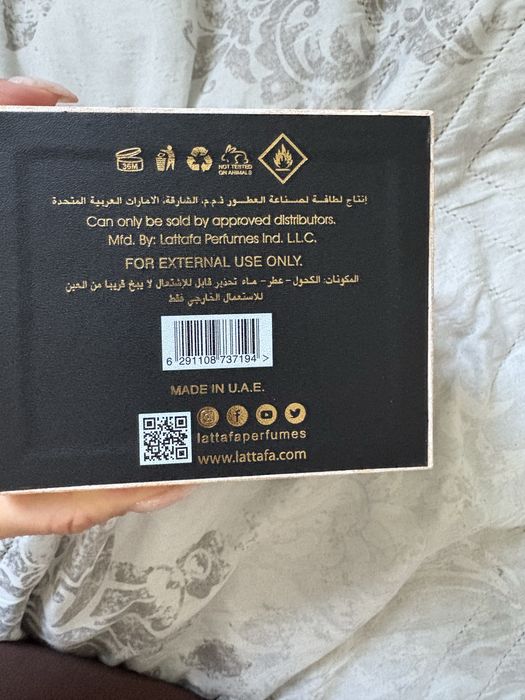 36M
NOT TESTED
ON ANIMALS
إنتاج لطافة لصناعة العطور ذ.م.م, الشارقة, الامارات العربية المتحدة
Can only be sold by approved distributors.
Mfd. By: Lattafa Perfumes Ind. L.L.C.
FOR EXTERNAL USE ONLY.
المكونات: الكحول - عطر - ماء تحذير قابل للاشتعال لا يبخ قريبا من العين
للاستعمال الخارجي فقط
6 291108 737194 >
MADE IN U.A.E.
lattafaperfumes
www.lattafa.com